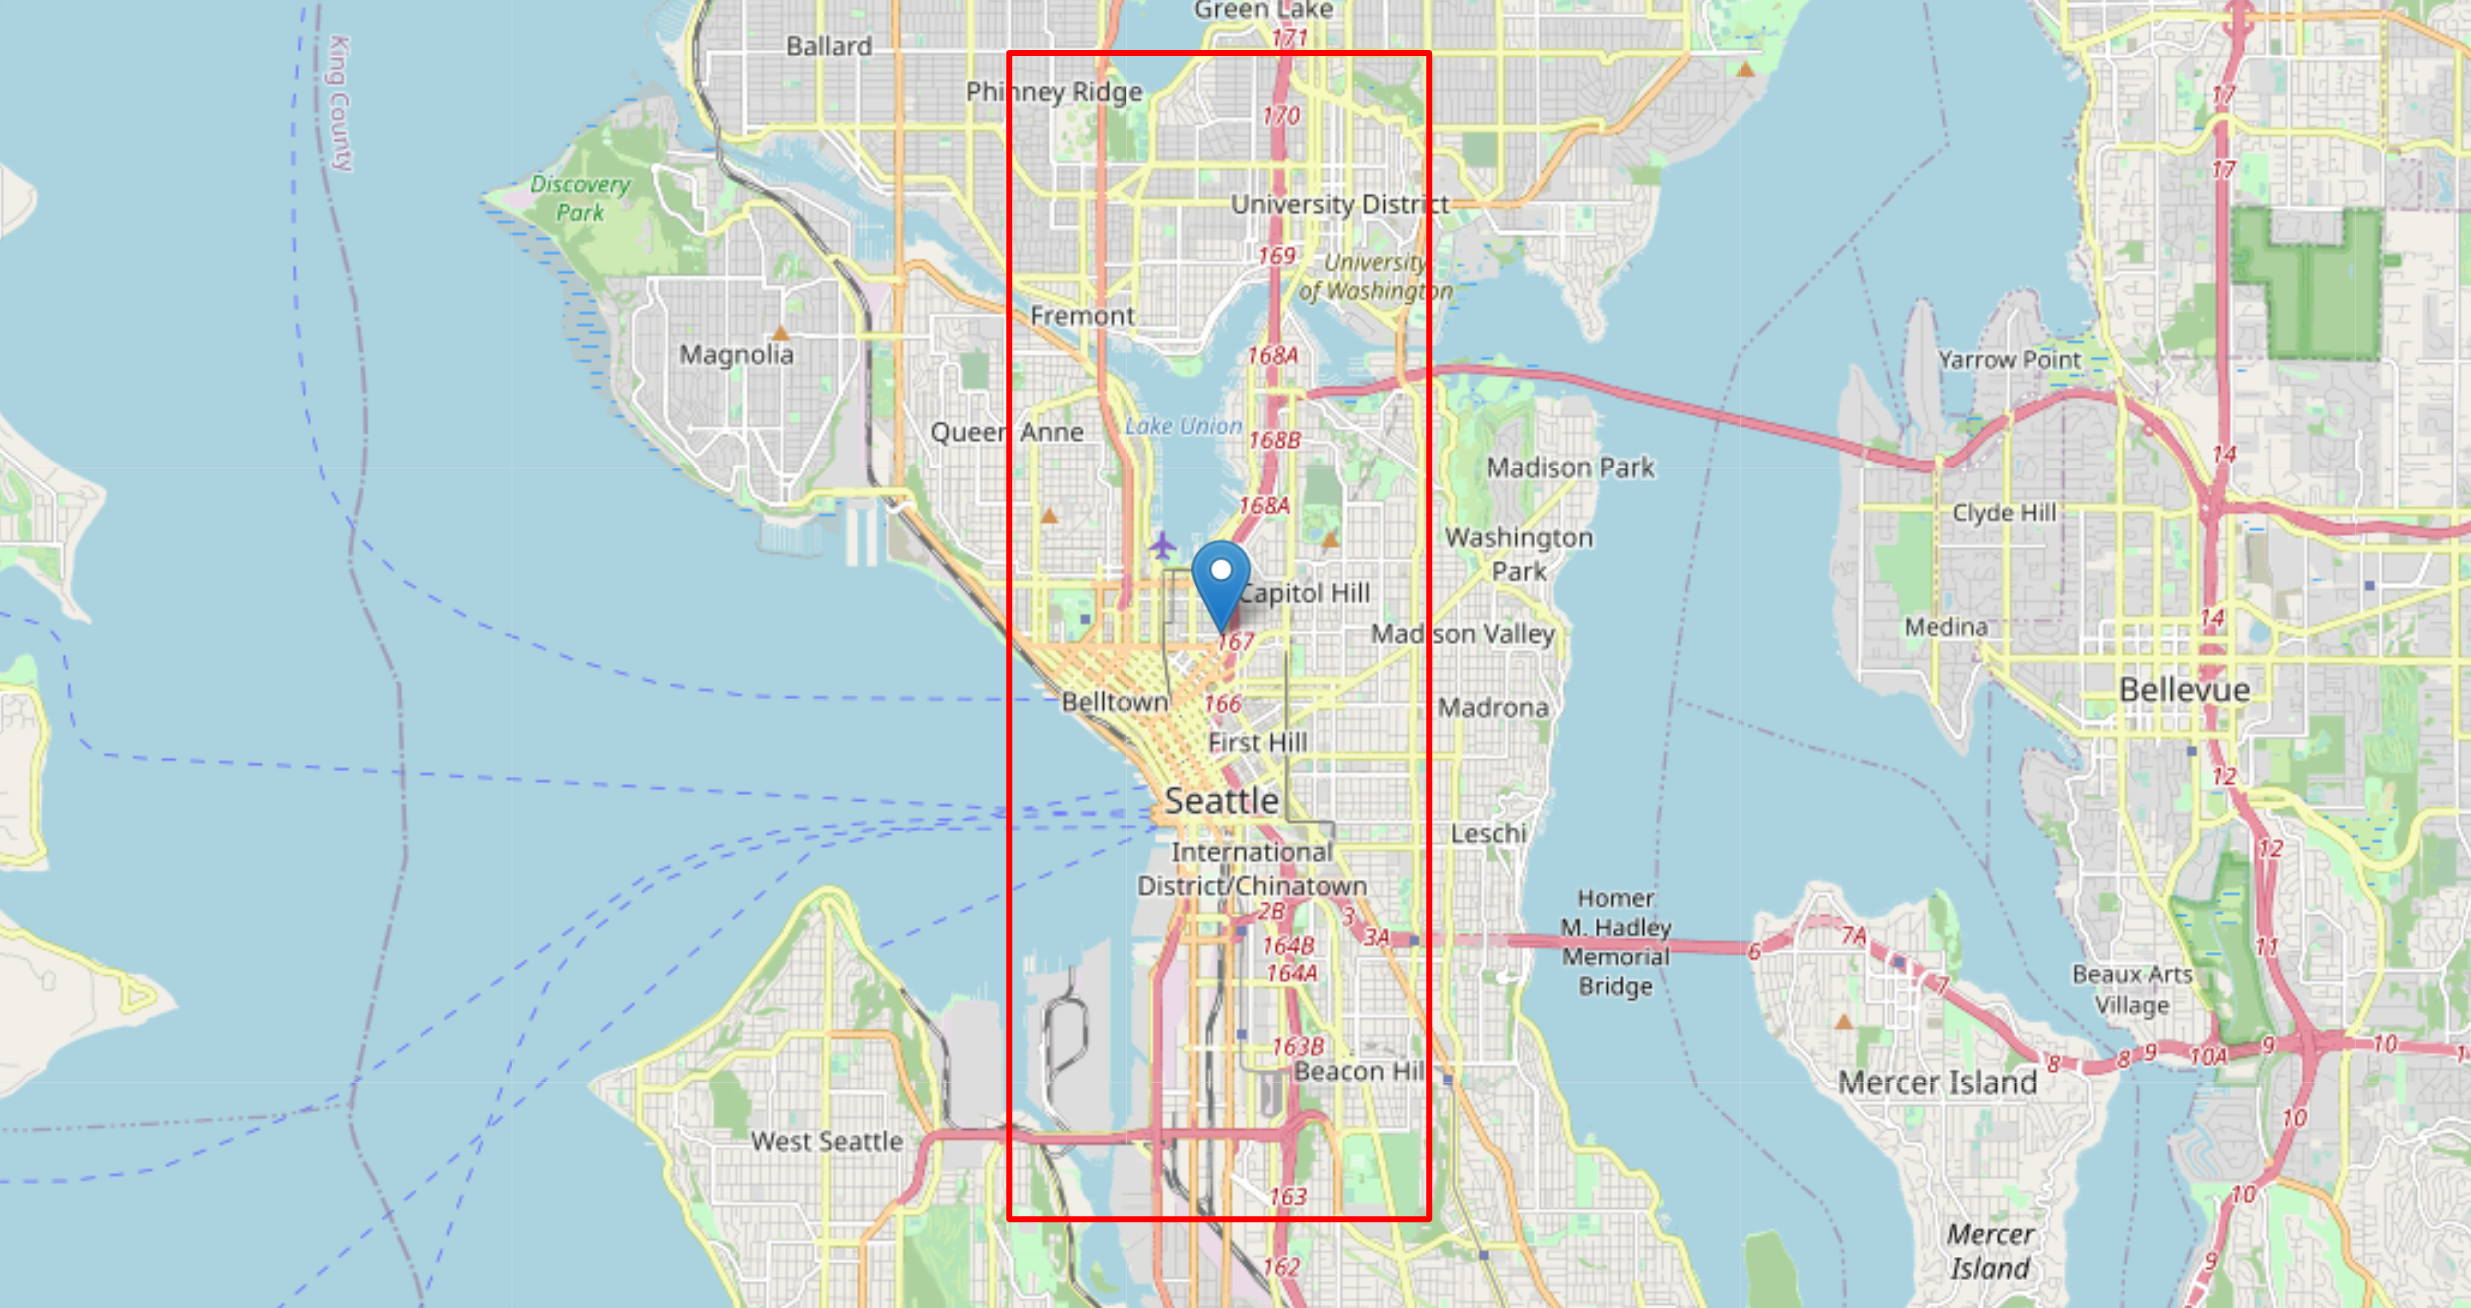 Green Lake
171
Ballard
King County
Phinney Ridge
17
170
17
Discovery
Park
University District
169
University
of Washington
Fremont
Magnolia
168A
Yarrow Point
Lake Union
Queen Anne
168B
14
Madison Park
168A
Clyde Hill
Washington
Park
Capitol Hill
14
Medina
Madison Valley
167
Bellevue
Belltown
166
Madrona
First Hill
12
Seattle
Leschi
12
International
District/Chinatown
Homer
M. Hadley
Memorial
Bridge
2B
3
3A
7A
164B
11
6
164A
7
Beaux Arts
Village
163B
9
10
10A
9
8
8
1
Beacon Hil
Mercer Island
10
West Seattle
163
10
Mercer
Island
162
9